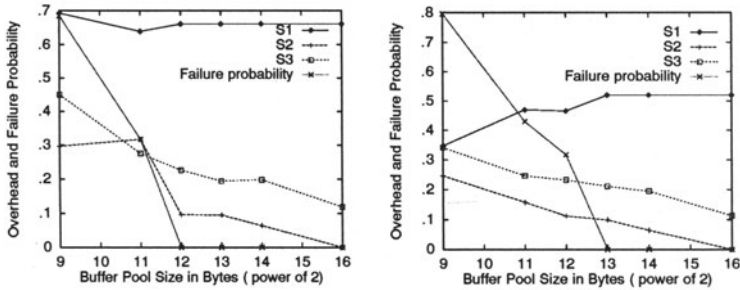 Overhead and Failure Probability
.7
.6
.5
.4
.3
.2
.1
0
S1
S2
S3
Failure probability
9 10 11 12 13 14 15 16
Buffer Pool Size in Bytes ( power of 2)
Overhead and Failure Probability
.8
.7
.6
.5
.4
.3
.2
.1
0
S1
S2
S3
Failure probability
9 10 11 12 13 14 15 16
Buffer Pool Size in Bytes ( power of 2)